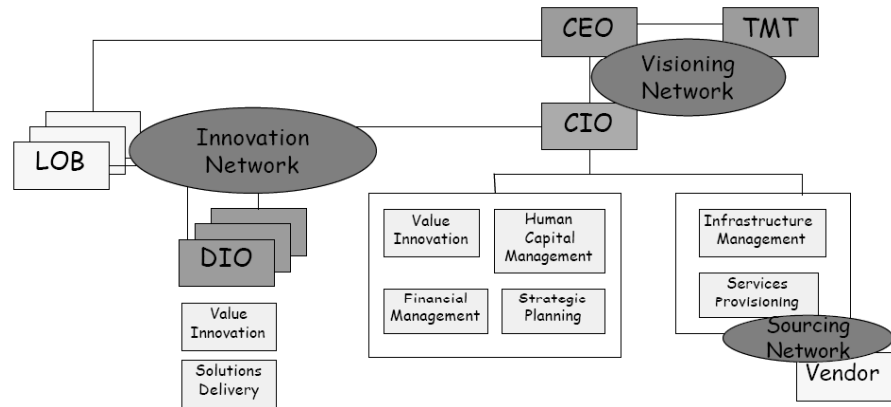 CEO
TMT
Visioning
Network
CIO
Innovation
Network
LOB
DIO
Value
Innovation
Solutions
Delivery
Value
Innovation
Human
Capital
Management
Financial
Management
Strategic
Planning
Infrastructure
Management
Services
Provisioning
Sourcing
Network
Vendor